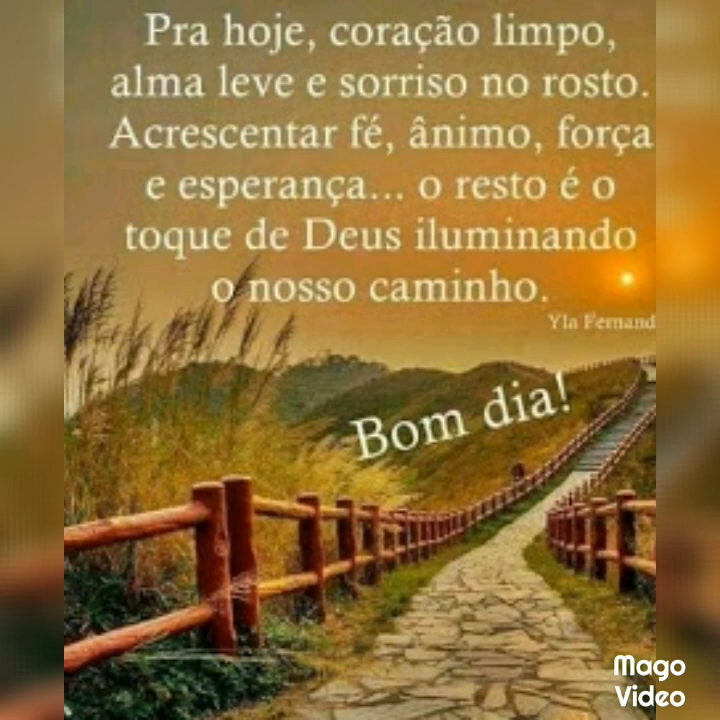 Pra hoje, coração limpo,
alma leve e sorriso no rosto.
Acrescentar fé, ânimo, força
e esperança... o resto é o
toque de Deus iluminando
o nosso caminho.
Yla Fernand
Bom dia!
Mago
Video